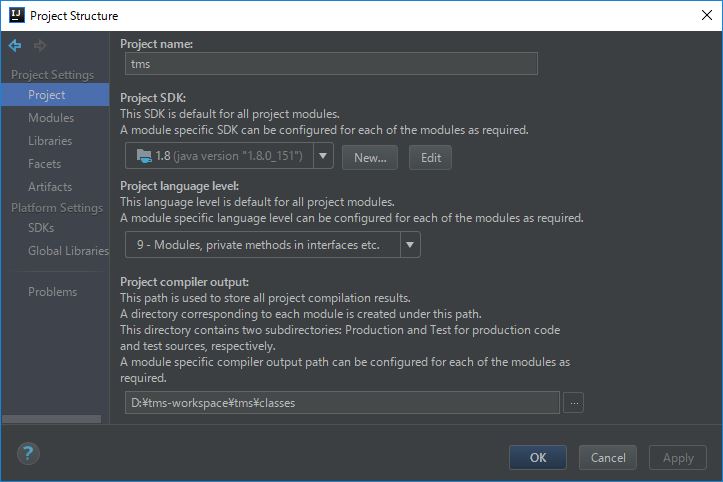 IJ
Project Structure
Project Settings
Project
Modules
Libraries
Facets
Artifacts
Platform Settings
SDKs
Global Libraries
Problems
Project name:
tms
Project SDK:
This SDK is default for all project modules.
A module specific SDK can be configured for each of the modules as required.
1.8 (java version "1.8.0_151")
New...
Edit
Project language level:
This language level is default for all project modules.
A module specific language level can be configured for each of the modules as required.
9 - Modules, private methods in interfaces etc.
Project compiler output:
This path is used to store all project compilation results.
A directory corresponding to each module is created under this path.
This directory contains two subdirectories: Production and Test for production code
and test sources, respectively.
A module specific compiler output path can be configured for each of the modules as
required.
D:¥tms-workspace¥tms¥classes
...
?
OK
Cancel
Apply